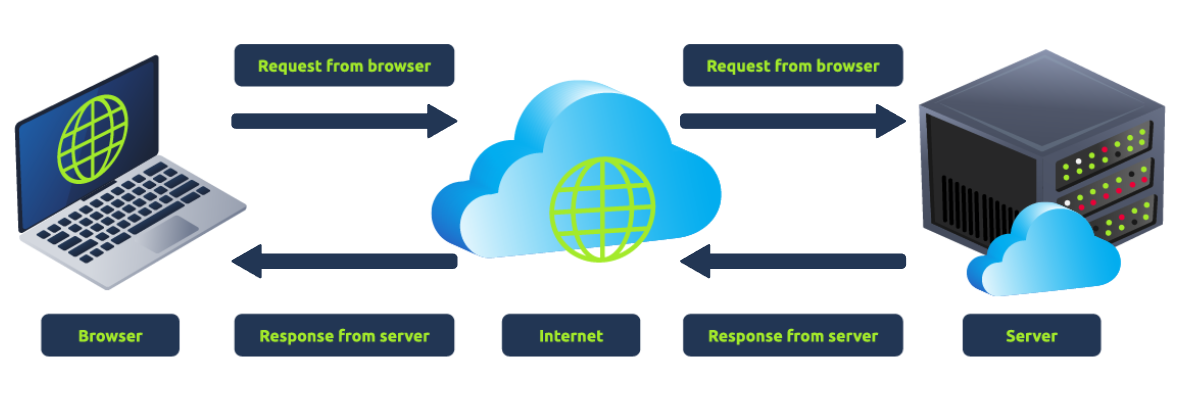 Request from browser
Request from browser
Browser
Response from server
Internet
Response from server
Server